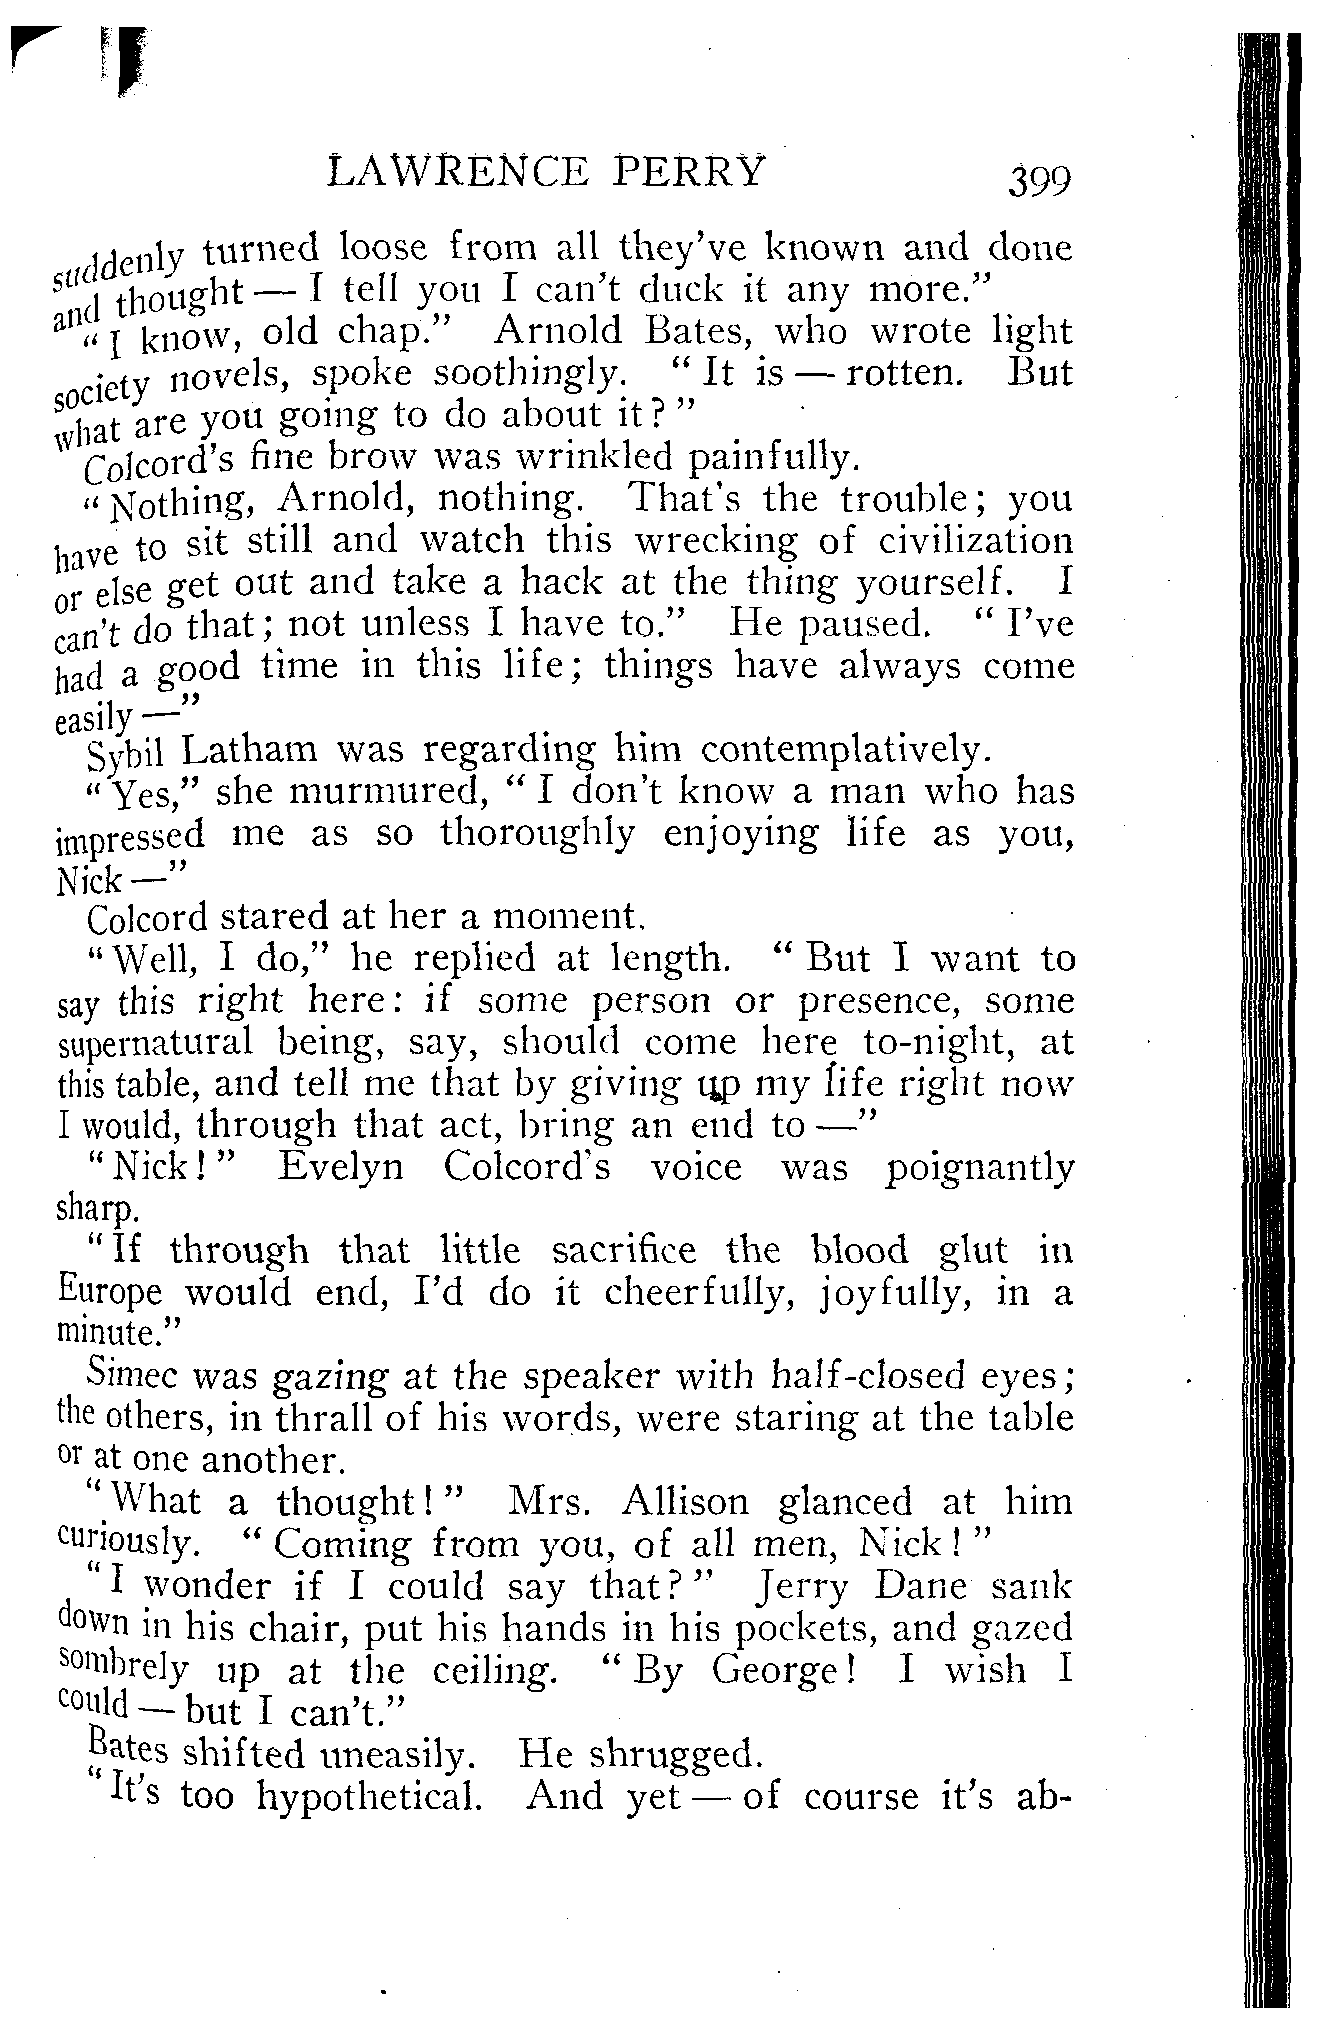 LAWRENCE PERRY 399
suddenly turned loose from all they've known and done
and thought — I tell you I can't duck it any more."
"I know, old chap." Arnold Bates, who wrote light
society novels, spoke soothingly. "It is — rotten. But
what are you going to do about it?"
Colcord's fine brow was wrinkled painfully.
"Nothing, Arnold, nothing. That's the trouble; you
have to sit still and watch this wrecking of civilization
or else get out and take a hack at the thing yourself. I
can't do that; not unless I have to." He paused. "I've
had a good time in this life; things have always come
easily —"
Sybil Latham was regarding him contemplatively.
"Yes," she murmured, "I don't know a man who has
impressed me as so thoroughly enjoying life as you,
Nick —"
Colcord stared at her a moment.
"Well, I do," he replied at length. "But I want to
say this right here: if some person or presence, some
supernatural being, say, should come here to-night, at
this table, and tell me that by giving up my life right now
I would, through that act, bring an end to —"
"Nick!" Evelyn Colcord's voice was poignantly
sharp.
"If through that little sacrifice the blood glut in
Europe would end, I'd do it cheerfully, joyfully, in a
minute."
Simec was gazing at the speaker with half-closed eyes;
the others, in thrall of his words, were staring at the table
or at one another.
"What a thought!" Mrs. Allison glanced at him
curiously. "Coming from you, of all men, Nick!"
"I wonder if I could say that?" Jerry Dane sank
down in his chair, put his hands in his pockets, and gazed
sombrely up at the ceiling. "By George! I wish I
could — but I can't."
Bates shifted uneasily. He shrugged.
"It's too hypothetical. And yet — of course it's ab-